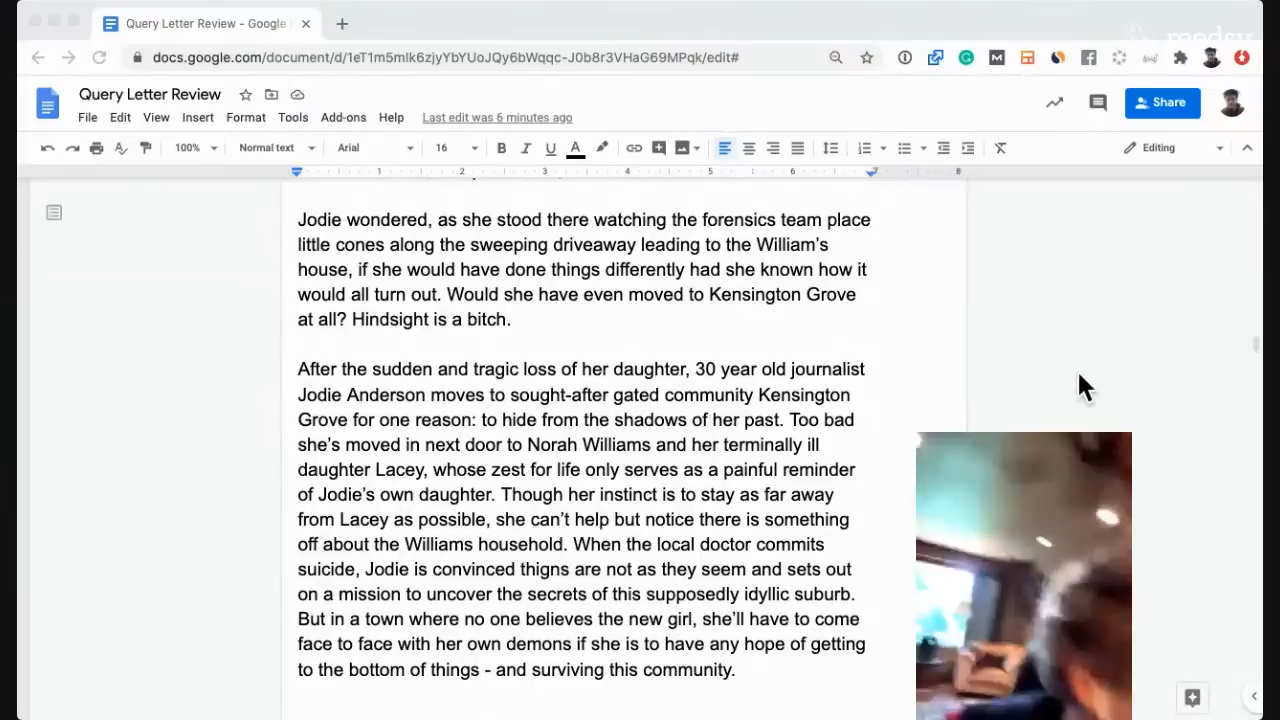 Query Letter Review - Google
reedsy
docs.google.com/document/d/1eT1m5mlk6zjyYbYUoJQy6bWqqc-J0b8r3VHaG69MPqk/edit#
Query Letter Review
File Edit View Insert Format Tools Add-ons Help Last edit was 6 minutes ago
Share
100% Normal text Arial 16 B I U A Editing
1 2 3 4 5 6 7 8
Jodie wondered, as she stood there watching the forensics team place
little cones along the sweeping driveaway leading to the William's
house, if she would have done things differently had she known how it
would all turn out. Would she have even moved to Kensington Grove
at all? Hindsight is a bitch.
After the sudden and tragic loss of her daughter, 30 year old journalist
Jodie Anderson moves to sought-after gated community Kensington
Grove for one reason: to hide from the shadows of her past. Too bad
she's moved in next door to Norah Williams and her terminally ill
daughter Lacey, whose zest for life only serves as a painful reminder
of Jodie's own daughter. Though her instinct is to stay as far away
from Lacey as possible, she can't help but notice there is something
off about the Williams household. When the local doctor commits
suicide, Jodie is convinced thigns are not as they seem and sets out
on a mission to uncover the secrets of this supposedly idyllic suburb.
But in a town where no one believes the new girl, she'll have to come
face to face with her own demons if she is to have any hope of getting
to the bottom of things - and surviving this community.